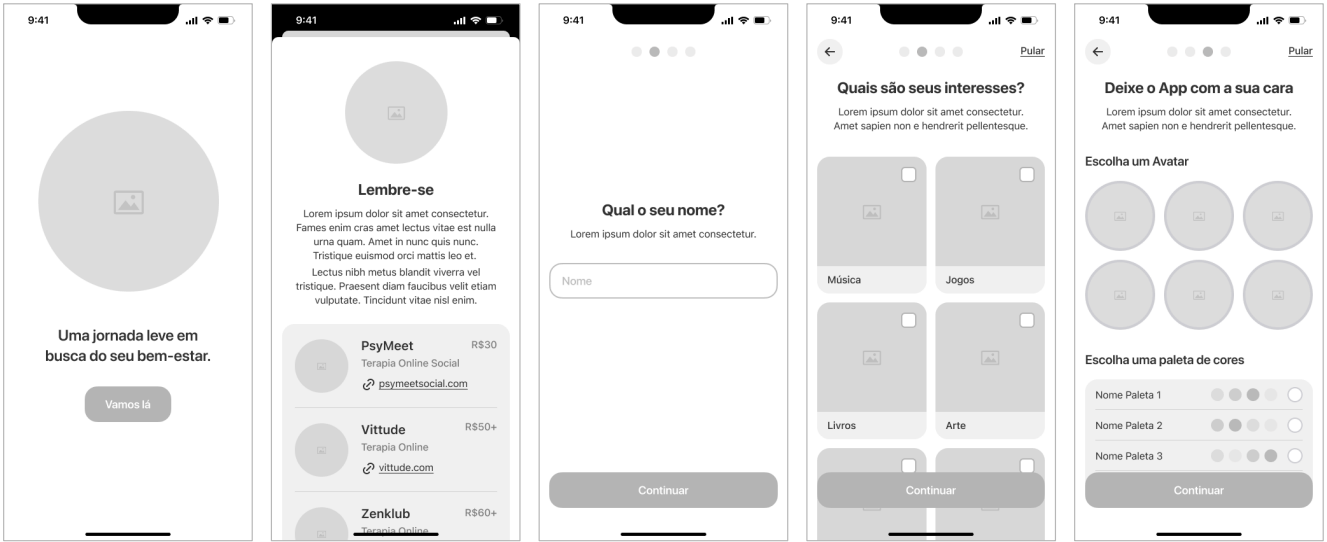 9:41
Uma jornada leve em
busca do seu bem-estar.
Vamos lá
9:41
Lembre-se
Lorem ipsum dolor sit amet consectetur.
Fames enim cras amet lectus vitae est nulla
urna quam. Amet in nunc quis nunc.
Tristique euismod orci mattis leo et.
Lectus nibh metus blandit viverra vel
tristique. Praesent diam faucibus velit etiam
vulputate. Tincidunt vitae nisl enim.
PsyMeet R$30
Terapia Online Social
psymeetsocial.com
Vittude R$50+
Terapia Online
vittude.com
Zenklub R$60+
Terapia Online
9:41
Qual o seu nome?
Lorem ipsum dolor sit amet consectetur.
Nome
Continuar
9:41
Pular
Quais são seus interesses?
Lorem ipsum dolor sit amet consectetur.
Amet sapien non e hendrerit pellentesque.
Música Jogos
Livros Arte
Continuar
9:41
Pular
Deixe o App com a sua cara
Lorem ipsum dolor sit amet consectetur.
Amet sapien non e hendrerit pellentesque.
Escolha um Avatar
Escolha uma paleta de cores
Nome Paleta 1
Nome Paleta 2
Nome Paleta 3
Continuar